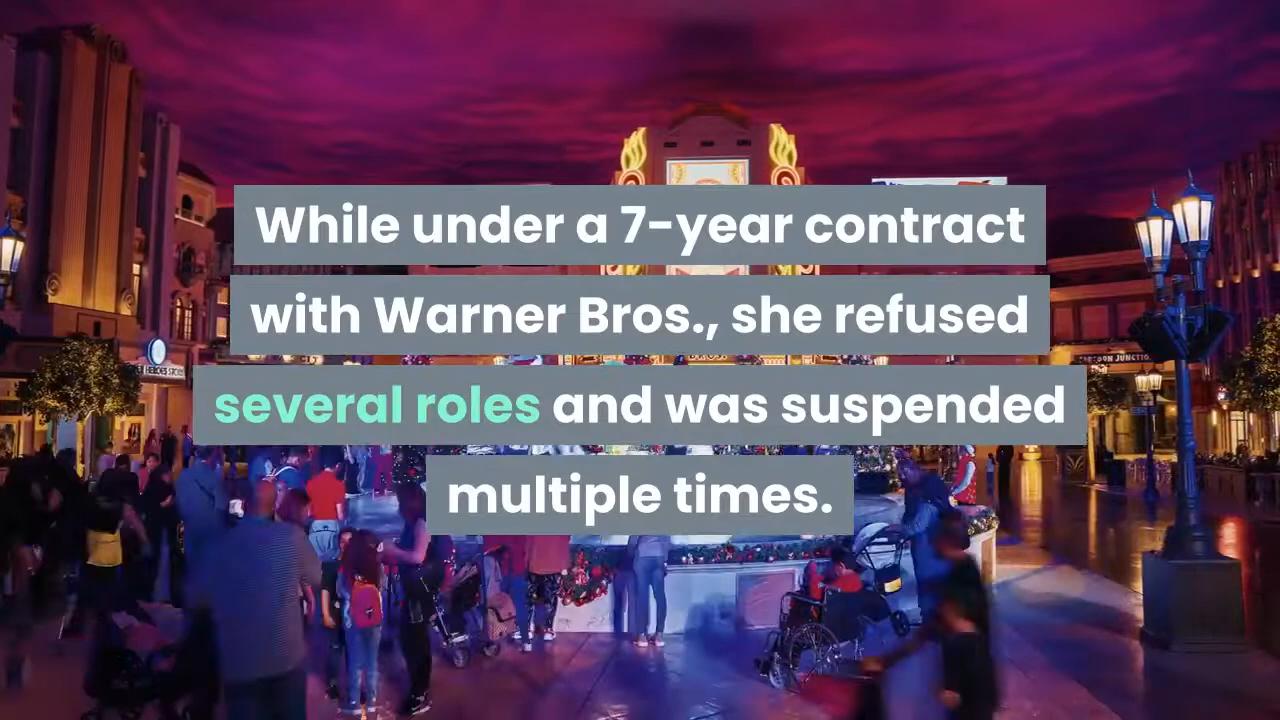 While under a 7-year contract
with Warner Bros., she refused
several roles and was suspended
multiple times.